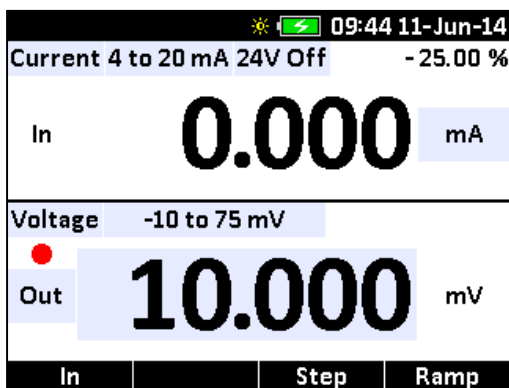 09:44 11-Jun-14
Current 4 to 20 mA 24V Off -25.00 %
In 0.000 mA
Voltage -10 to 75 mV
Out 10.000 mV
In Step Ramp